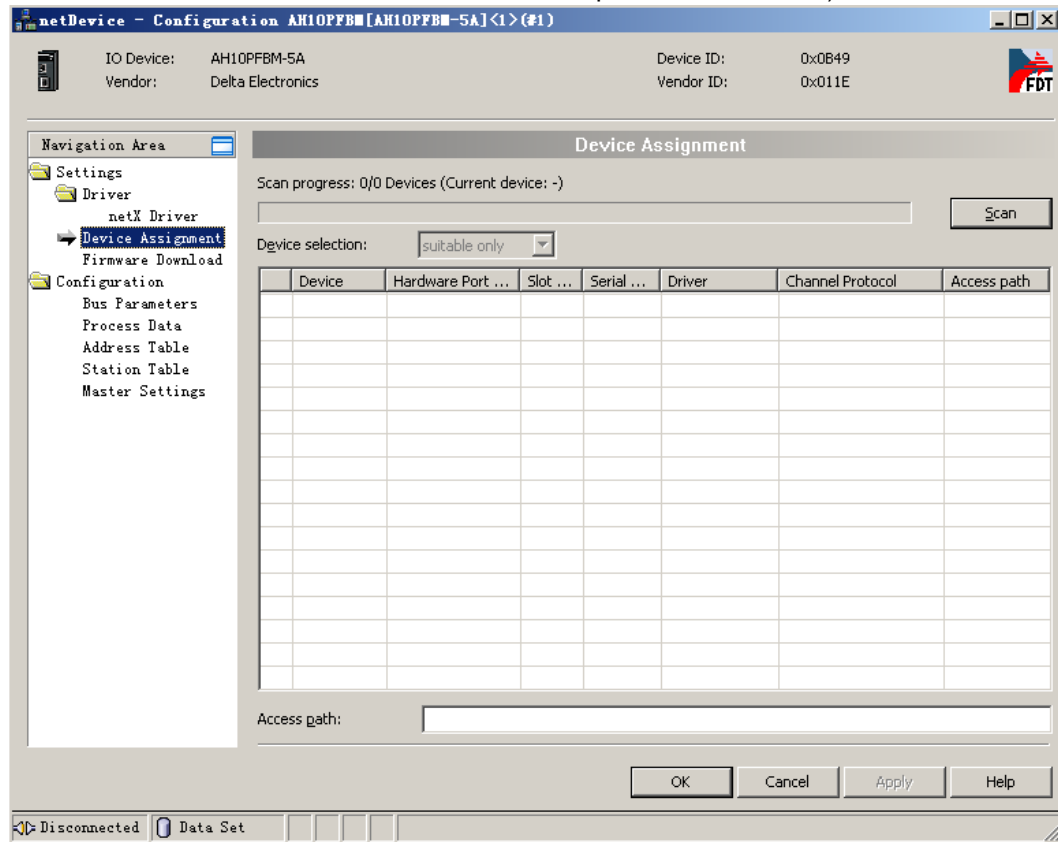 netDevice - Configuration AH10PFBM[AH10PFBM-5A]<1>(#1)
IO Device: AH10PFBM-5A Device ID: 0x0B49
Vendor: Delta Electronics Vendor ID: 0x011E
FDT
Navigation Area
Settings
Driver
netX Driver
Device Assignment
Firmware Download
Configuration
Bus Parameters
Process Data
Address Table
Station Table
Master Settings
Device Assignment
Scan progress: 0/0 Devices (Current device: -)
Scan
Device selection: suitable only
Device Hardware Port ... Slot ... Serial ... Driver Channel Protocol Access path
Access path:
OK Cancel Apply Help
Disconnected Data Set